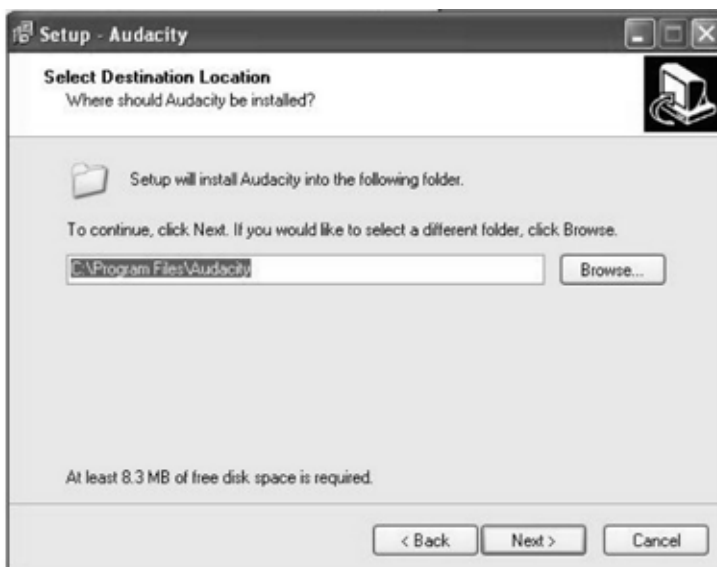 Setup - Audacity
Select Destination Location
Where should Audacity be installed?
Setup will install Audacity into the following folder.
To continue, click Next. If you would like to select a different folder, click Browse.
C:\Program Files\Audacity
Browse...
At least 8.3 MB of free disk space is required.
< Back
Next >
Cancel